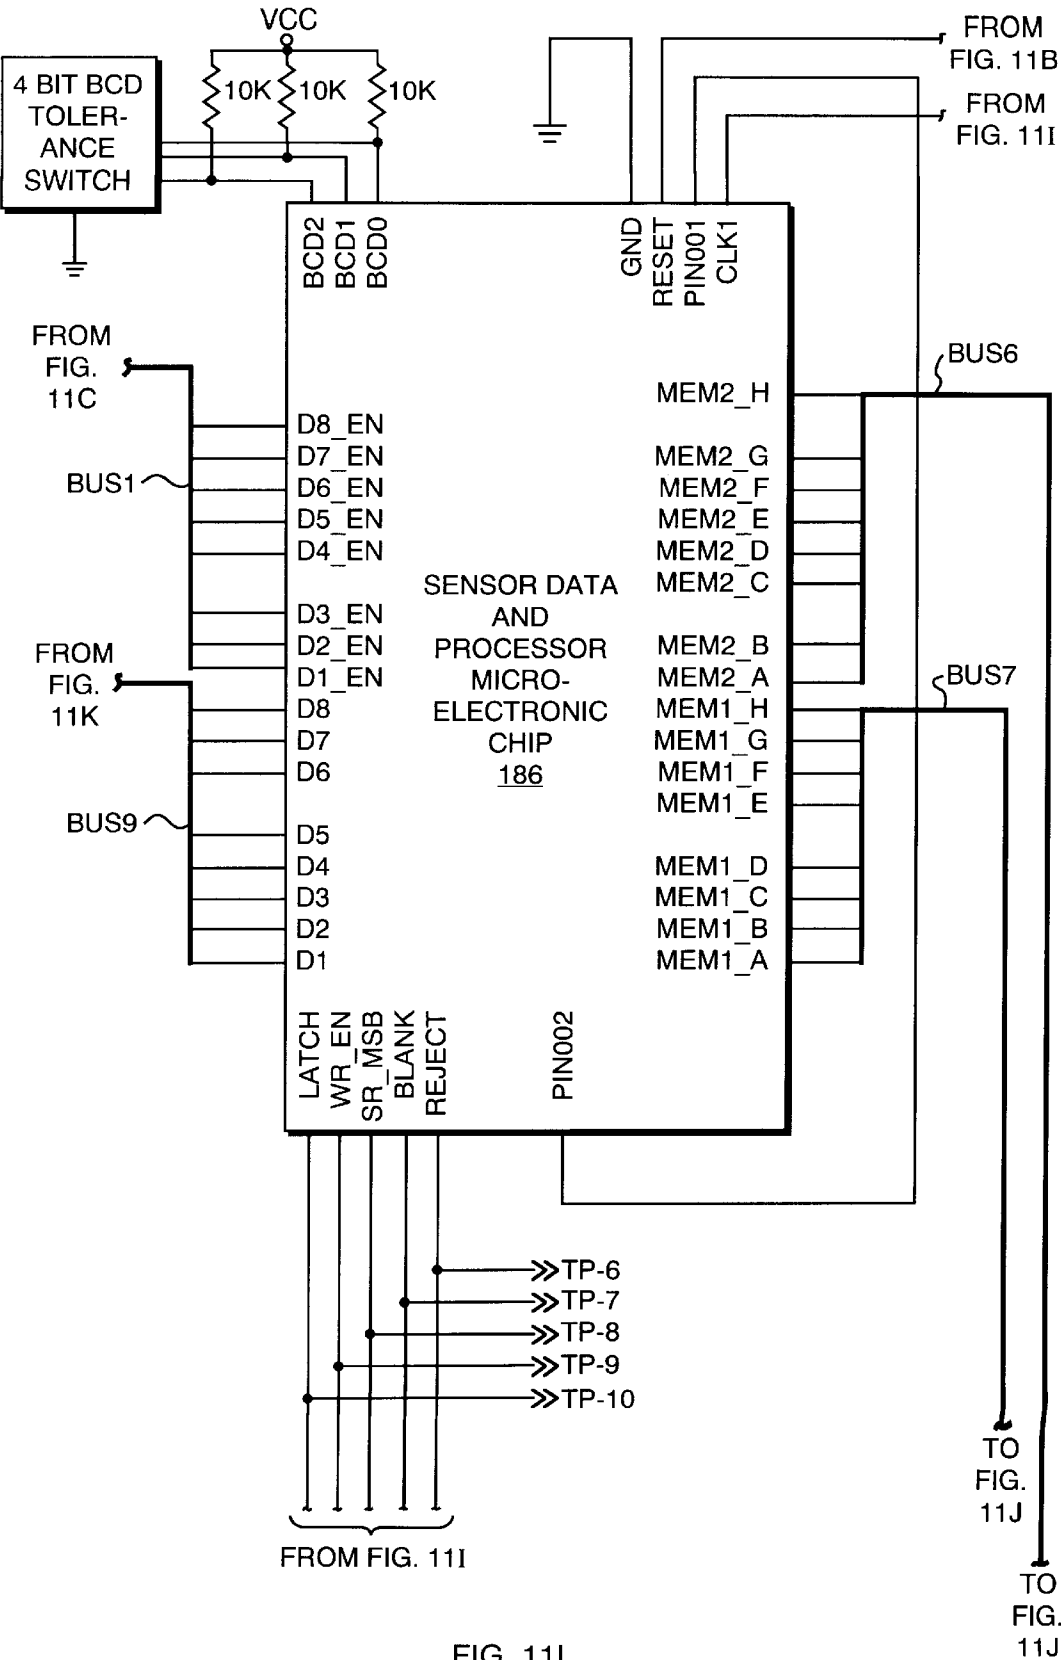 VCC
4 BIT BCD
TOLER-
ANCE
SWITCH
10K
10K
10K
FROM
FIG. 11B
FROM
FIG. 11I
BCD2
BCD1
BCD0
GND
RESET
PIN001
CLK1
FROM
FIG.
11C
BUS1
FROM
FIG.
11K
BUS9
D8_EN
D7_EN
D6_EN
D5_EN
D4_EN
D3_EN
D2_EN
D1_EN
D8
D7
D6
D5
D4
D3
D2
D1
SENSOR DATA
AND
PROCESSOR
MICRO-
ELECTRONIC
CHIP
186
MEM2_H
MEM2_G
MEM2_F
MEM2_E
MEM2_D
MEM2_C
MEM2_B
MEM2_A
MEM1_H
MEM1_G
MEM1_F
MEM1_E
MEM1_D
MEM1_C
MEM1_B
MEM1_A
BUS6
BUS7
LATCH
WR_EN
SR_MSB
BLANK
REJECT
PIN002
TP-6
TP-7
TP-8
TP-9
TP-10
FROM FIG. 11I
TO
FIG.
11J
TO
FIG.
11J